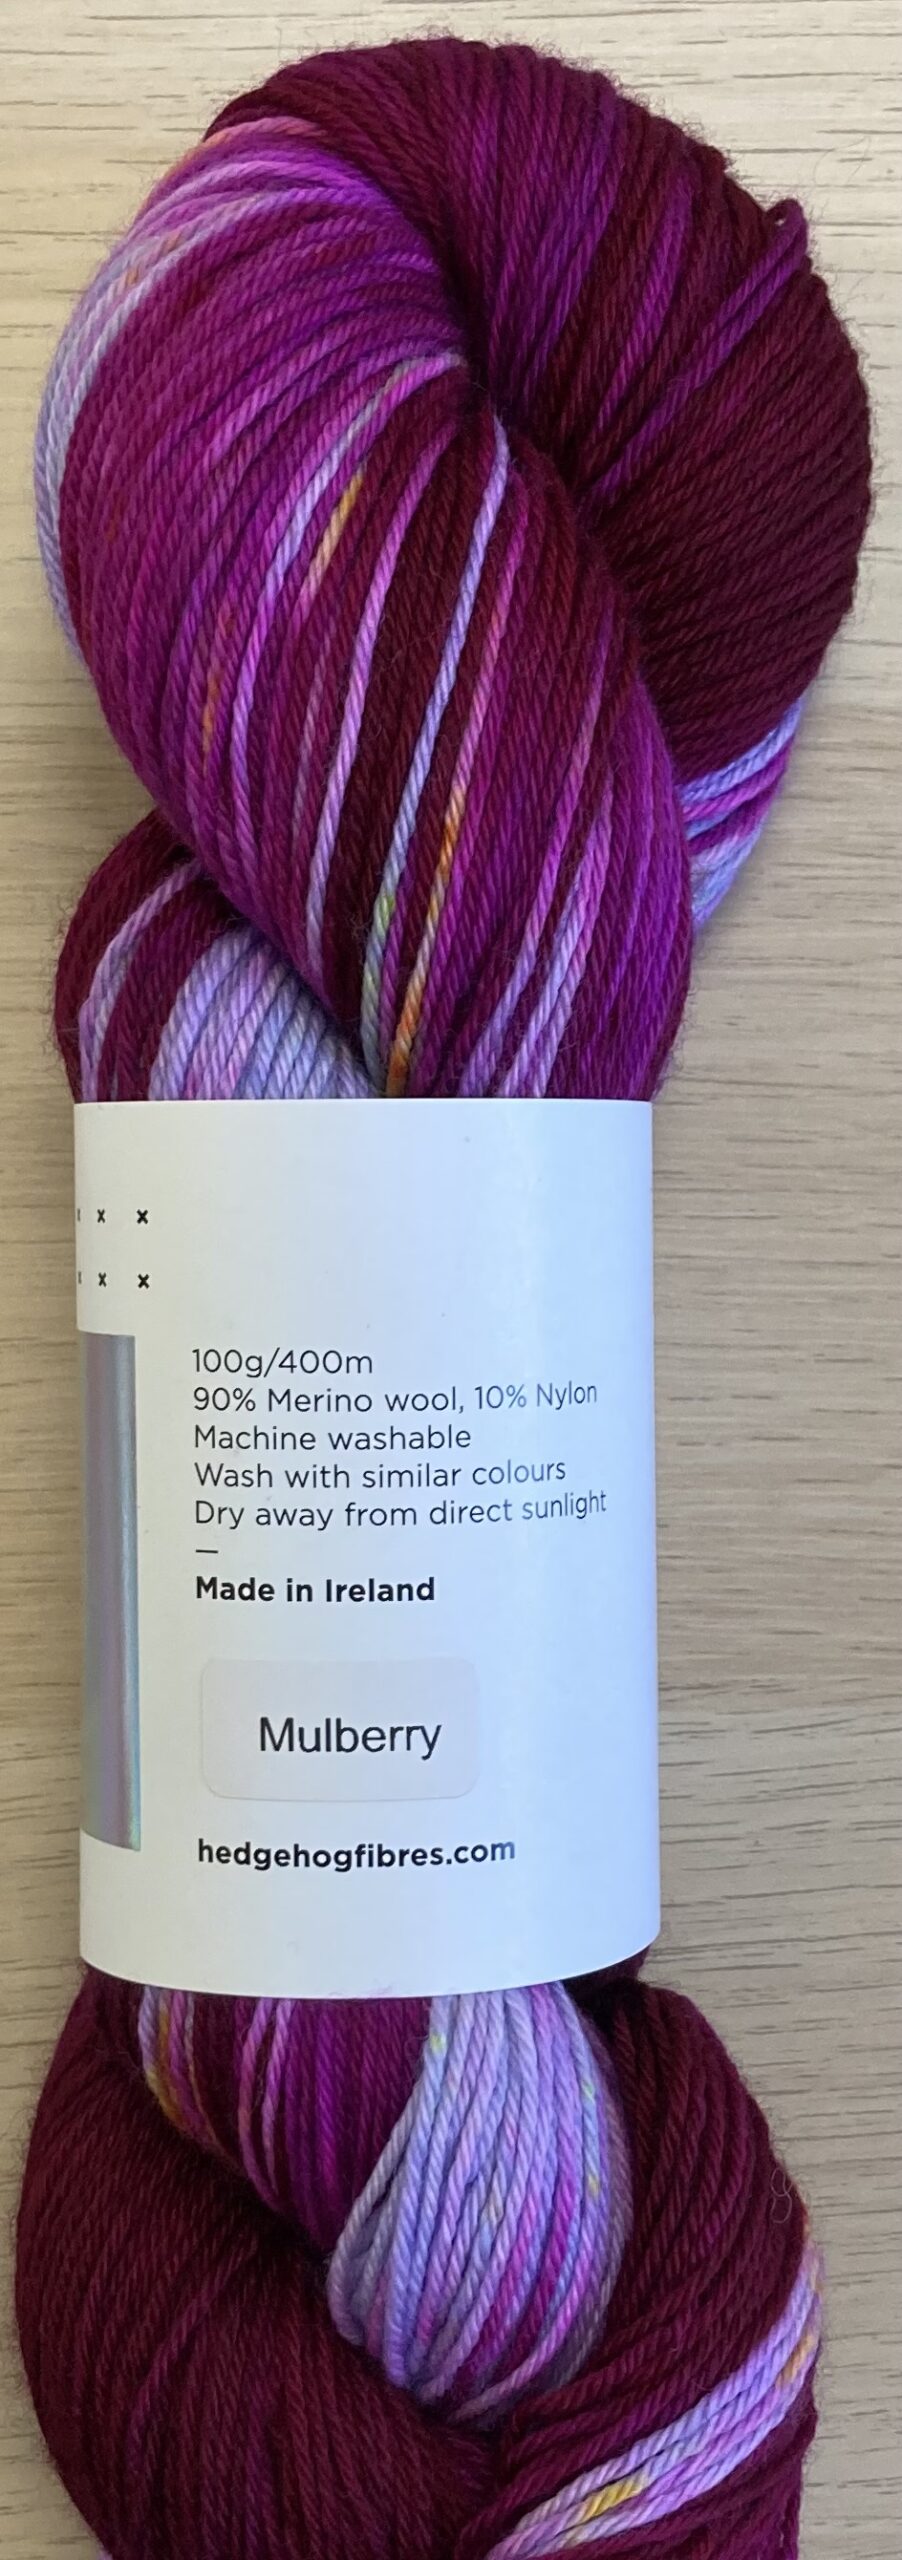 x x
x x
100g/400m
90% Merino wool, 10% Nylon
Machine washable
Wash with similar colours
Dry away from direct sunlight
—
Made in Ireland
Mulberry
hedgehogfibres.com